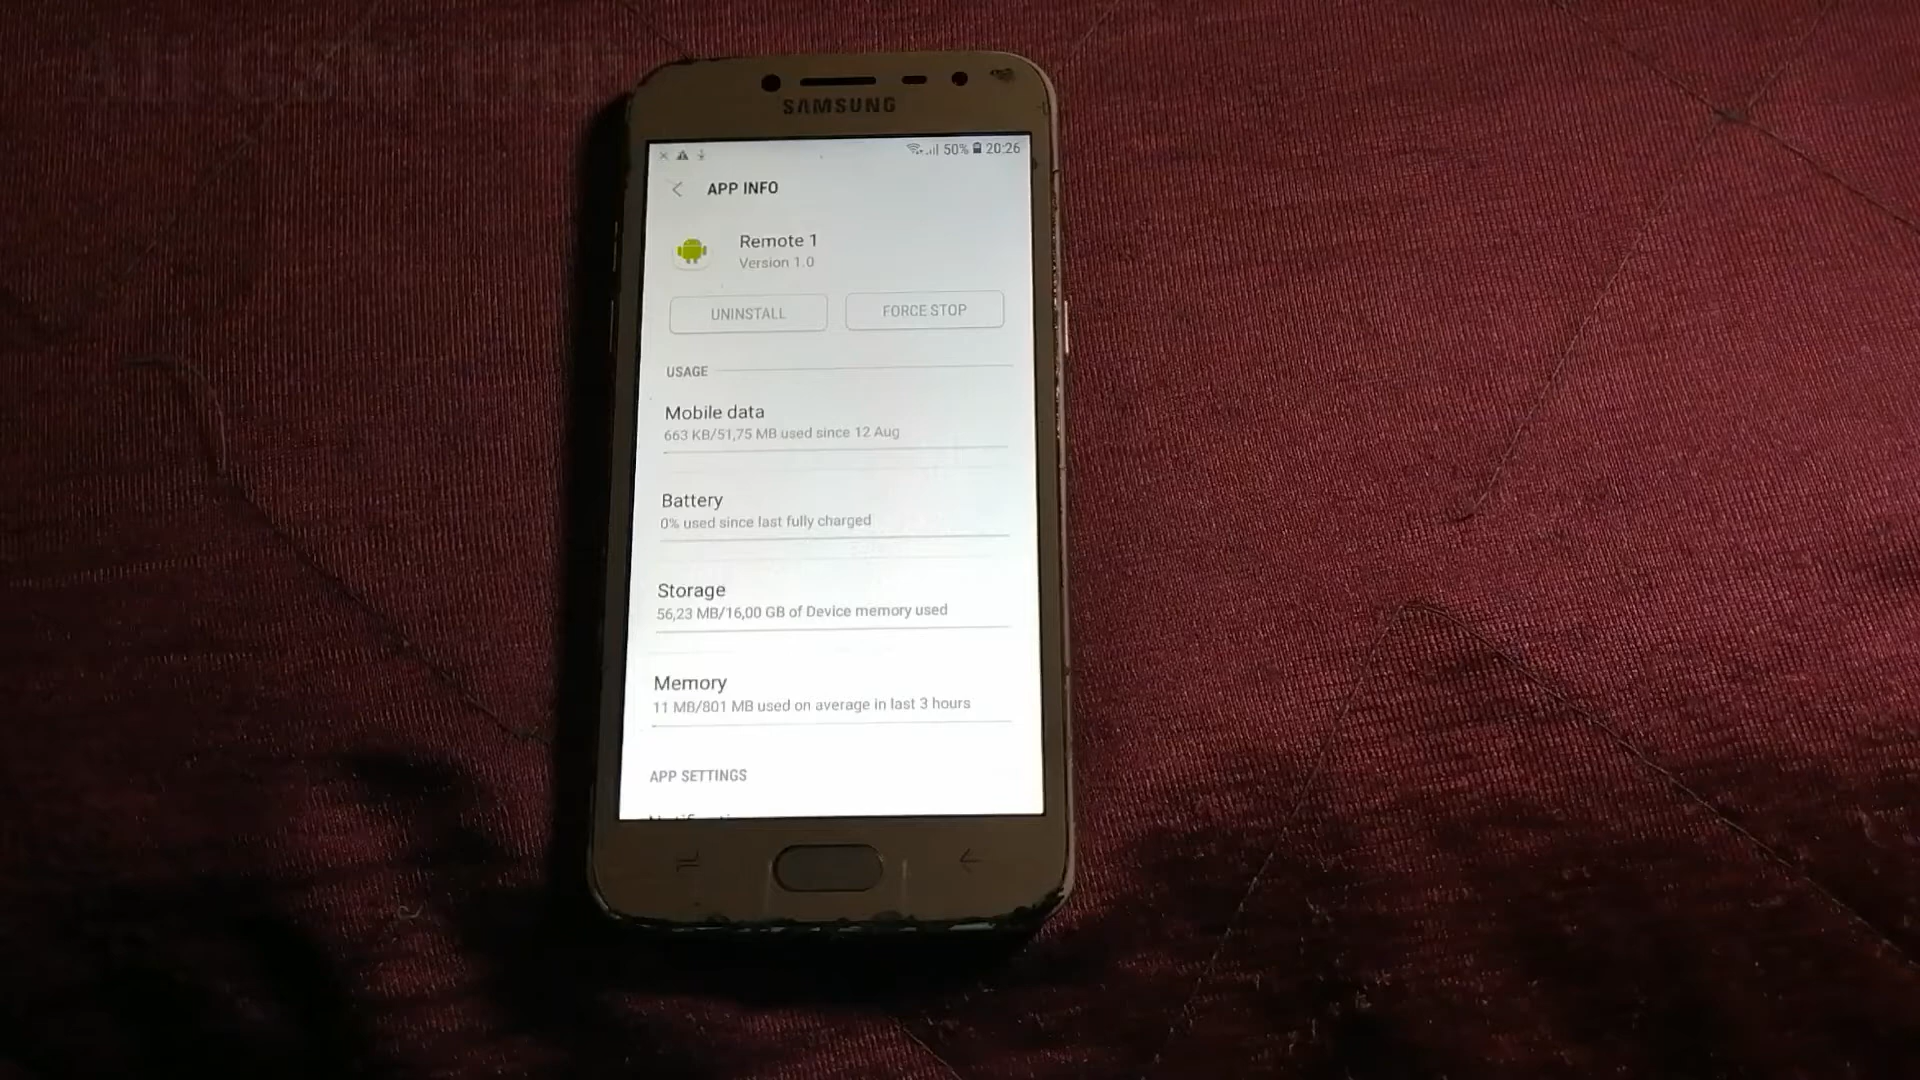 SAMSUNG
50% 20:26
APP INFO
Remote 1
Version 1.0
UNINSTALL
FORCE STOP
USAGE
Mobile data
663 KB/51,75 MB used since 12 Aug
Battery
0% used since last fully charged
Storage
56,23 MB/16,00 GB of Device memory used
Memory
11 MB/801 MB used on average in last 3 hours
APP SETTINGS